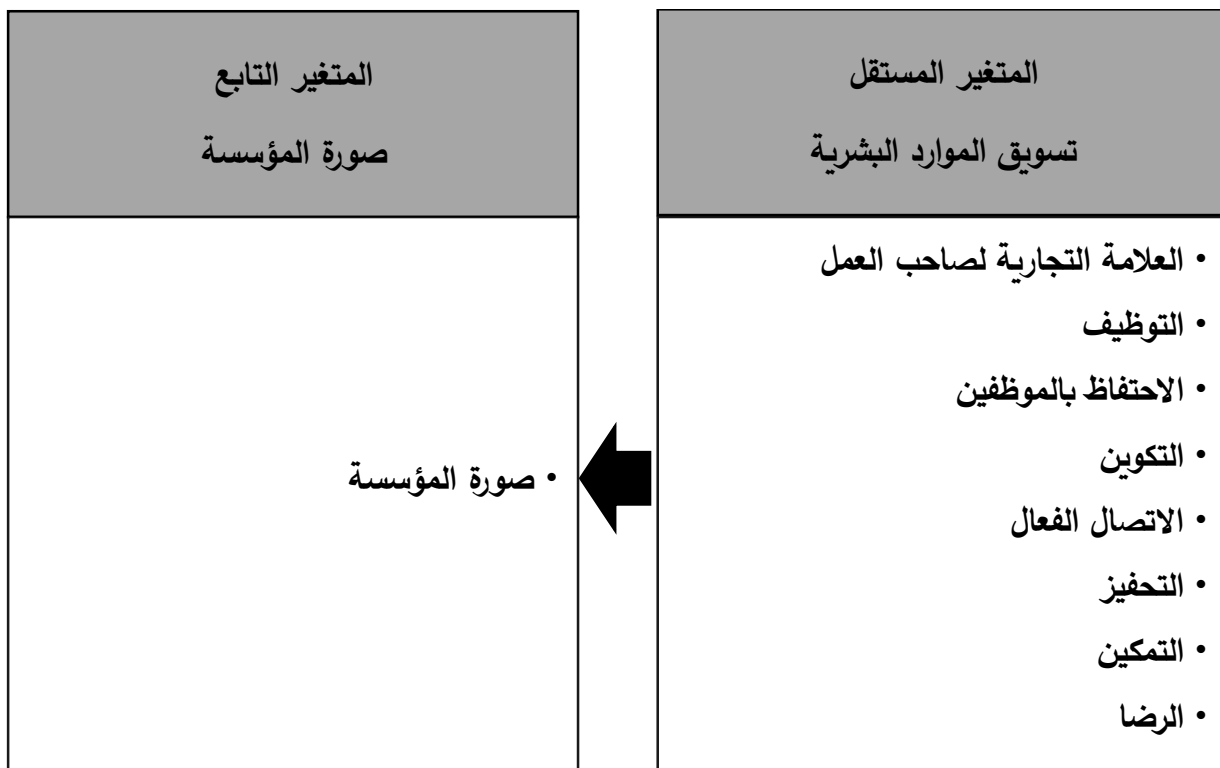 المتغير المستقل
تسويق الموارد البشرية
• العلامة التجارية لصاحب العمل
• التوظيف
• الاحتفاظ بالموظفين
• التكوين
• الاتصال الفعال
• التحفيز
• التمكين
• الرضا
المتغير التابع
صورة المؤسسة
• صورة المؤسسة